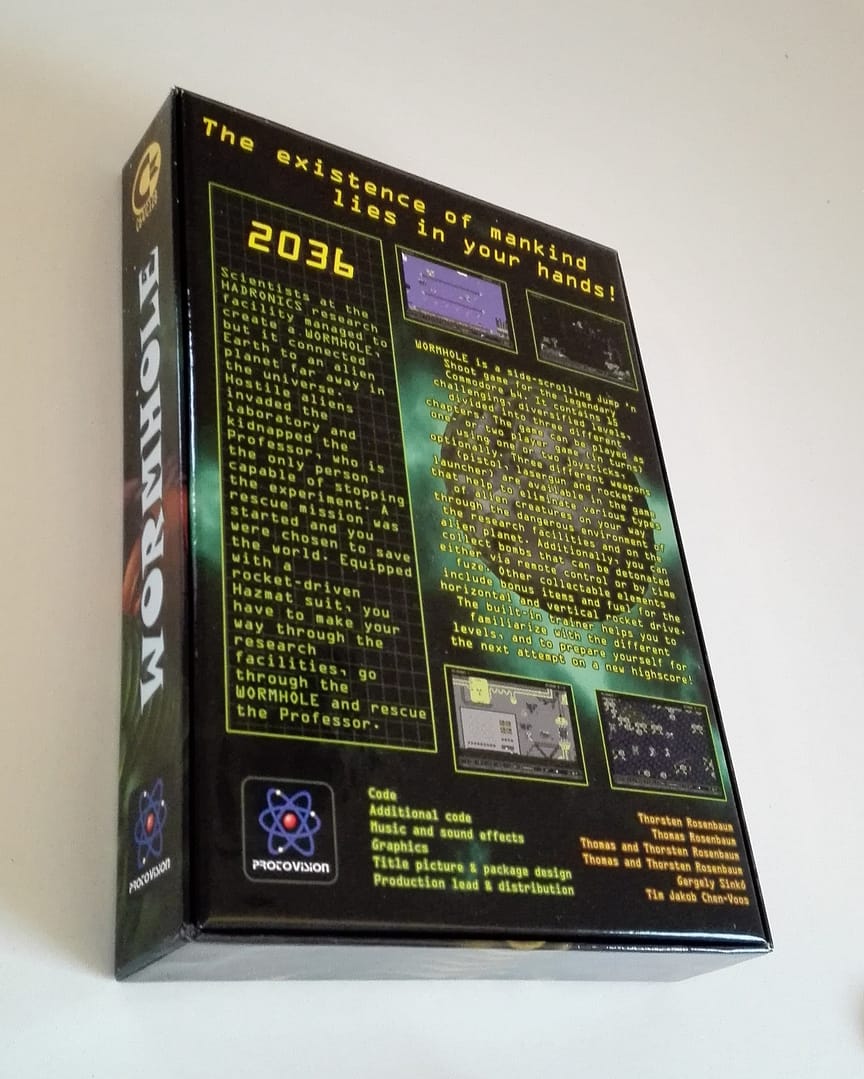 The existence of mankind
lies in your hands!
2036
Scientists at the
HADRONICS research
facility managed to
create a WORMHOLE,
but it connected
Earth to an alien
planet far away in
the universe.
Hostile aliens
invaded the
laboratory and
kidnapped the
Professor, who is
the only person
capable of stopping
the experiment. A
rescue mission was
started and you
were chosen to save
the world! Equipped
with a
rocket-driven
Hazmat suit, you
have to make your
way through the
research
facilities, go
through the
WORMHOLE and rescue
the Professor.
WORMHOLE is a side-scrolling Jump 'n
Shoot game for the legendary
Commodore 64. It contains 15
challenging, diversified levels,
divided into three different
chapters. The game can be played as
one or two player game (in turns)
using one or two joysticks,
optionally. Three different weapons
(pistol, lasergun and rocket
launcher) are available in the game
that help to eliminate various types
of alien creatures on your way
through the dangerous environment of
the research facilities and on the
alien planet. Additionally, you can
collect bombs that can be detonated
either via remote control or by time
fuze. Other collectable elements
include bonus items and fuel for the
horizontal and vertical rocket drive.
The built-in trainer helps you to
familiarize with the different
levels, and to prepare yourself for
the next attempt on a new highscore!
PROTOVISION
Code Thorsten Rosenbaum
Additional code Thomas Rosenbaum
Music and sound effects Thomas and Thorsten Rosenbaum
Graphics Thomas and Thorsten Rosenbaum
Title picture & package design Gergely Sinkó
Production lead & distribution Tim Jakob Chen-Voos
WORMHOLE
PROTOVISION